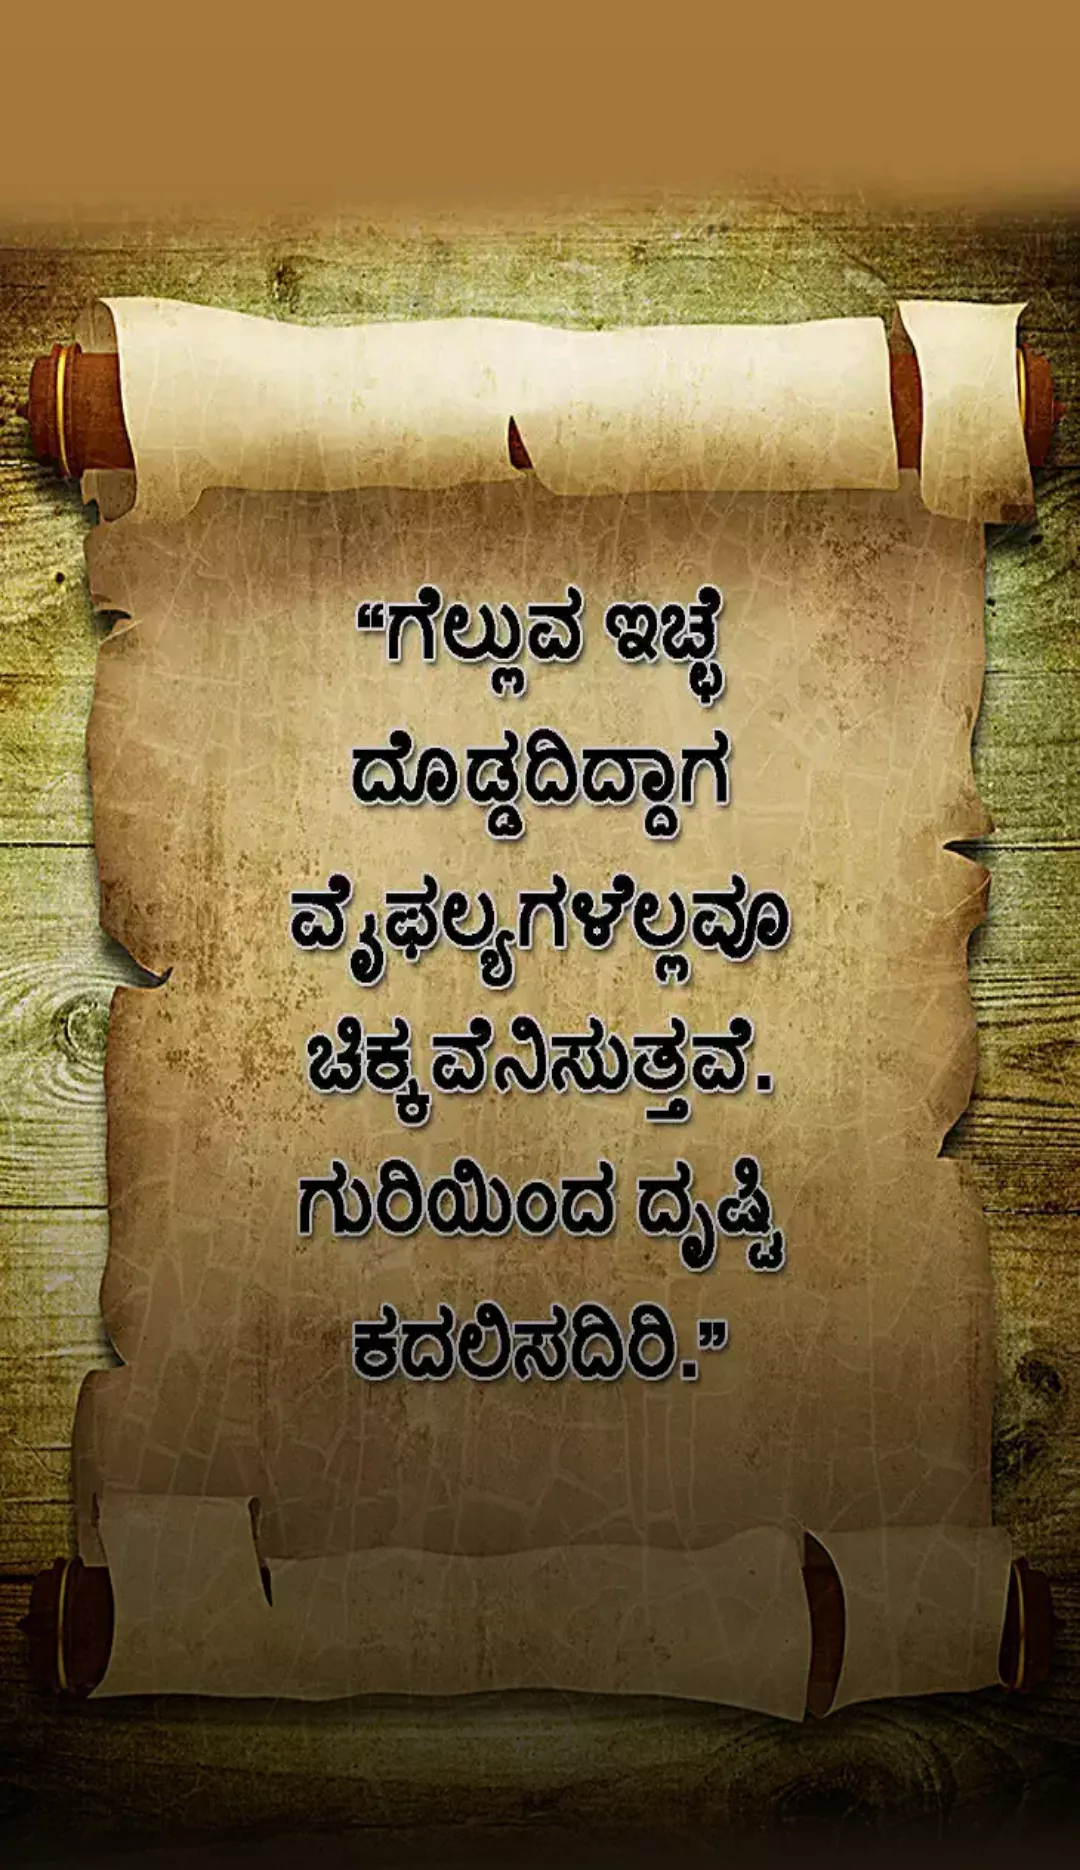 “ಗೆಲ್ಲುವ ಇಚ್ಛೆ
ದೊಡ್ಡದಿದ್ದಾಗ
ವೈಫಲ್ಯಗಳೆಲ್ಲವೂ
ಚಿಕ್ಕವೆನಿಸುತ್ತವೆ.
ಗುರಿಯಿಂದ ದೃಷ್ಟಿ
ಕದಲಿಸದಿರಿ.”